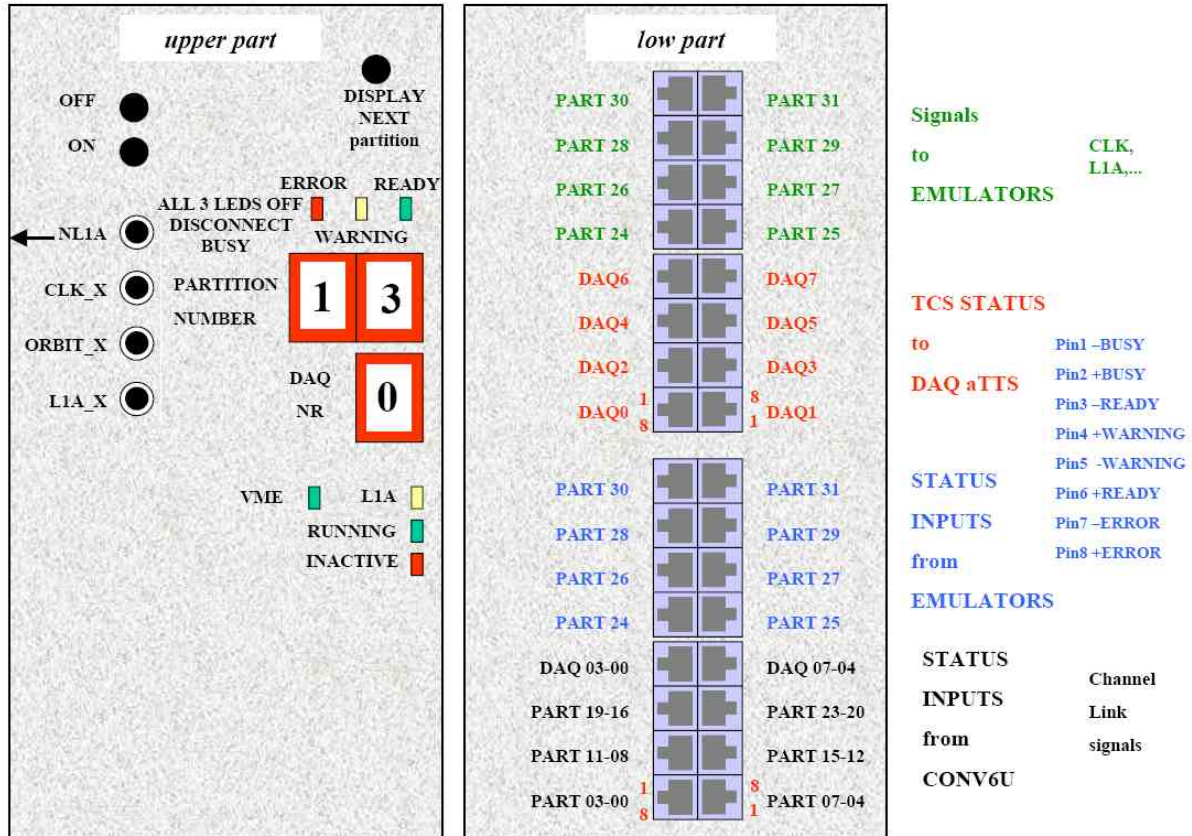 upper part
OFF
ON
DISPLAY
NEXT
partition
ERROR
READY
ALL 3 LEDS OFF
DISCONNECT
BUSY
WARNING
NL1A
CLK_X
PARTITION
NUMBER
1 3
ORBIT_X
L1A_X
DAQ
NR
0
VME
L1A
RUNNING
INACTIVE
low part
PART 30 PART 31
PART 28 PART 29
PART 26 PART 27
PART 24 PART 25
DAQ6 DAQ7
DAQ4 DAQ5
DAQ2 DAQ3
DAQ0 1 8 8 1 DAQ1
PART 30 PART 31
PART 28 PART 29
PART 26 PART 27
PART 24 PART 25
DAQ 03-00 DAQ 07-04
PART 19-16 PART 23-20
PART 11-08 PART 15-12
PART 03-00 1 8 8 1 PART 07-04
Signals
to
EMULATORS
CLK,
L1A,...
TCS STATUS
to
DAQ aTTS
Pin1 –BUSY
Pin2 +BUSY
Pin3 –READY
Pin4 +WARNING
Pin5 -WARNING
Pin6 +READY
Pin7 –ERROR
Pin8 +ERROR
STATUS
INPUTS
from
EMULATORS
STATUS
INPUTS
from
CONV6U
Channel
Link
signals